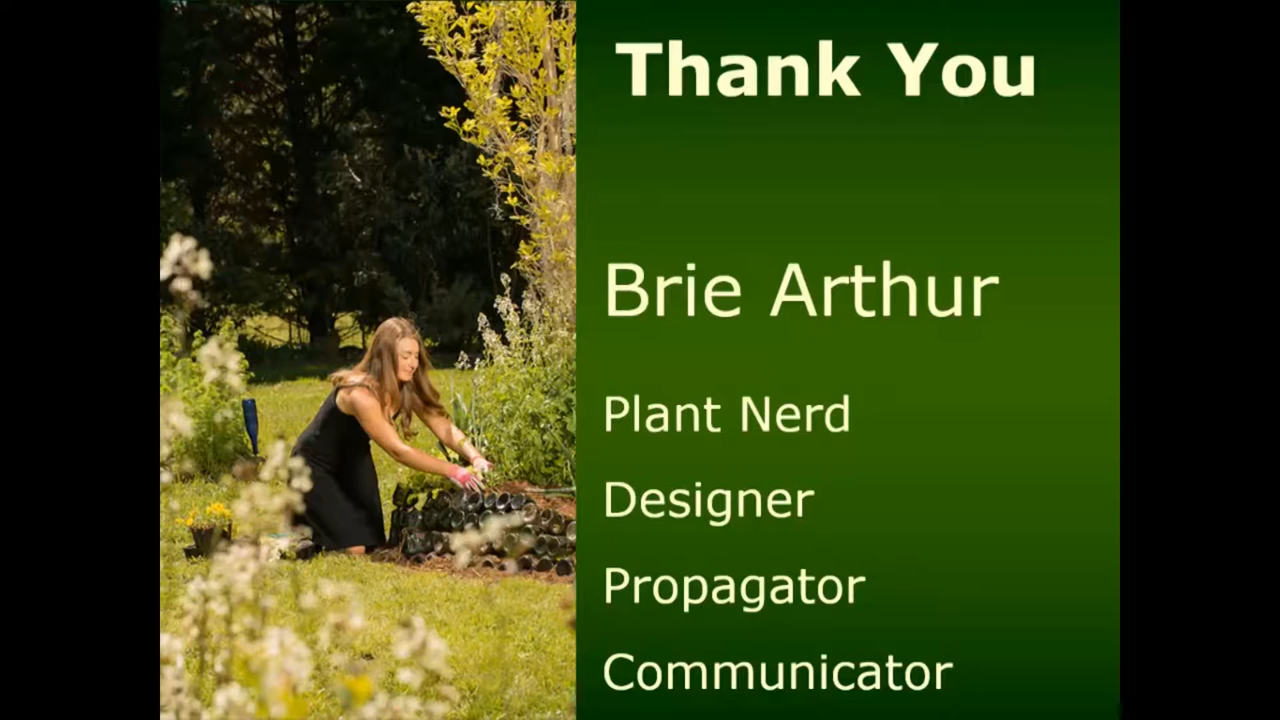 Thank You
Brie Arthur
Plant Nerd
Designer
Propagator
Communicator